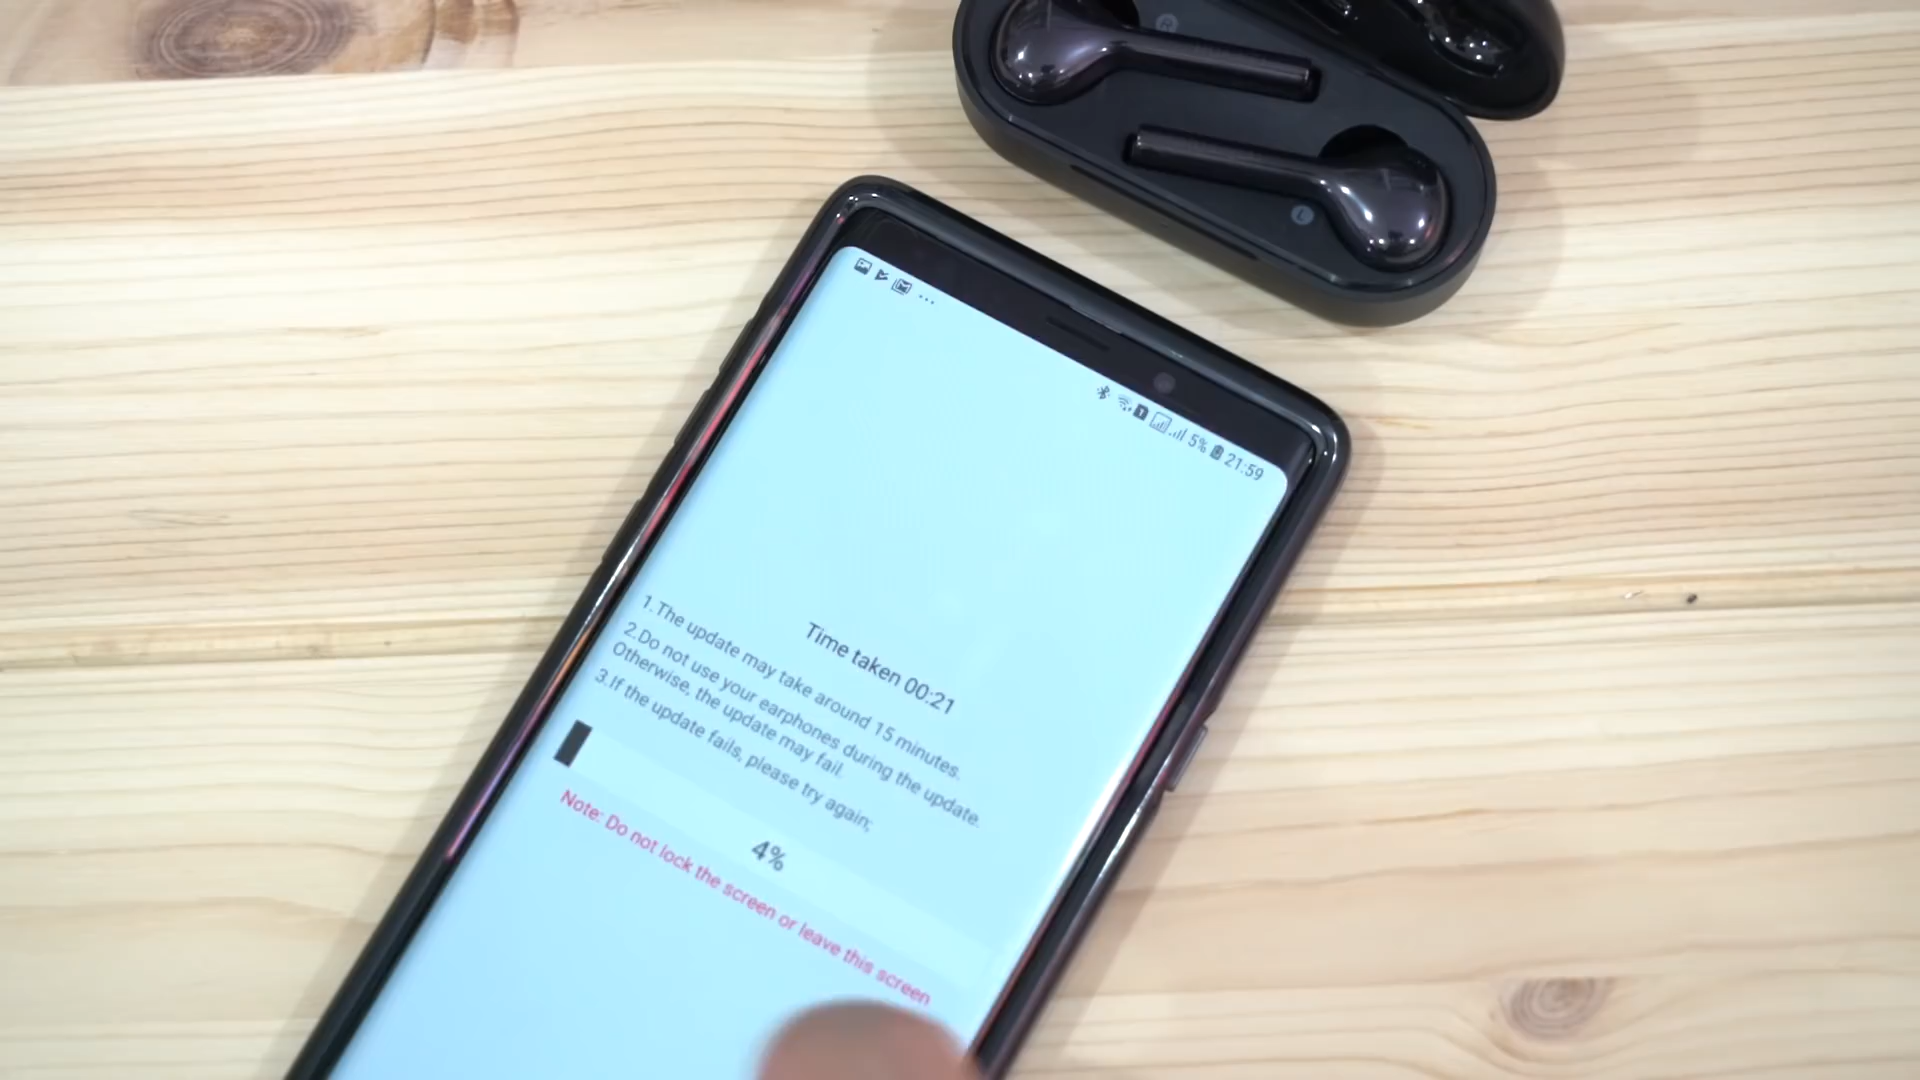 5% 21:59
Time taken 00:21
1.The update may take around 15 minutes.
2.Do not use your earphones during the update.
Otherwise, the update may fail.
3.If the update fails, please try again;
4%
Note: Do not lock the screen or leave this screen
R
L